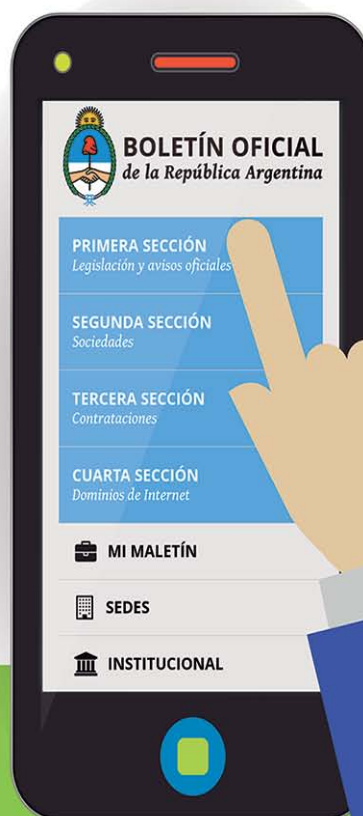 BOLETÍN OFICIAL
de la República Argentina
PRIMERA SECCIÓN
Legislación y avisos oficiales
SEGUNDA SECCIÓN
Sociedades
TERCERA SECCIÓN
Contrataciones
CUARTA SECCIÓN
Dominios de Internet
MI MALETÍN
SEDES
INSTITUCIONAL